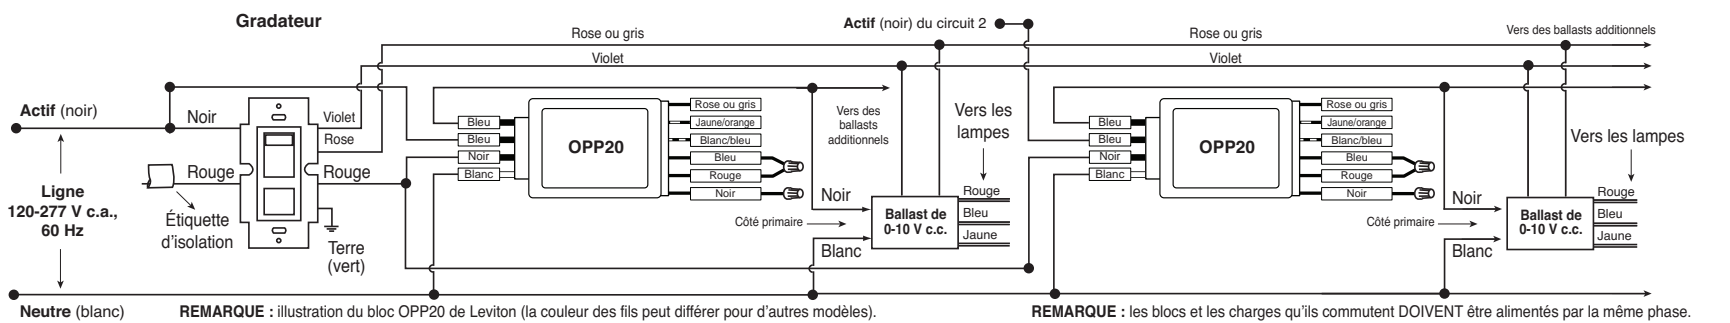 Gradateur
Actif (noir) du circuit 2
Rose ou gris
Rose ou gris
Vers des ballasts additionnels
Violet
Violet
Actif (noir)
Noir
Violet
Rose
Rouge
Rouge
Ligne
120-277 V c.a.,
60 Hz
Étiquette
d'isolation
Terre
(vert)
Bleu
Bleu
Noir
Blanc
OPP20
Rose ou gris
Jaune/orange
Blanc/bleu
Bleu
Rouge
Noir
Vers des
ballasts
additionnels
Vers les
lampes
Noir
Côté primaire
Blanc
Ballast de
0-10 V c.c.
Rouge
Bleu
Jaune
Bleu
Bleu
Noir
Blanc
OPP20
Rose ou gris
Jaune/orange
Blanc/bleu
Bleu
Rouge
Noir
Vers les lampes
Noir
Côté primaire
Blanc
Ballast de
0-10 V c.c.
Rouge
Bleu
Jaune
Neutre (blanc)
REMARQUE : illustration du bloc OPP20 de Leviton (la couleur des fils peut différer pour d'autres modèles).
REMARQUE : les blocs et les charges qu'ils commutent DOIVENT être alimentés par la même phase.